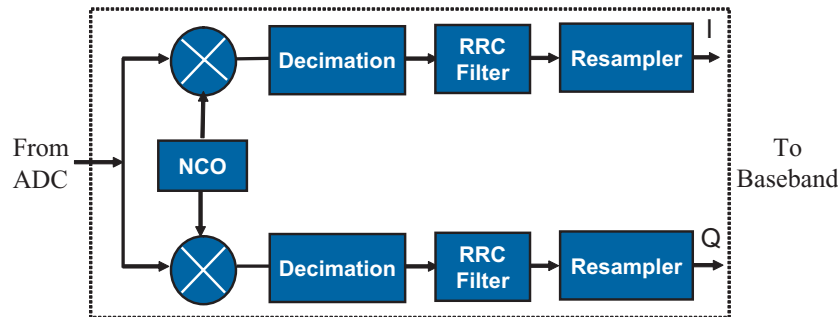 I
Decimation
RRC
Filter
Resampler
From
ADC
NCO
To
Baseband
Q
Decimation
RRC
Filter
Resampler